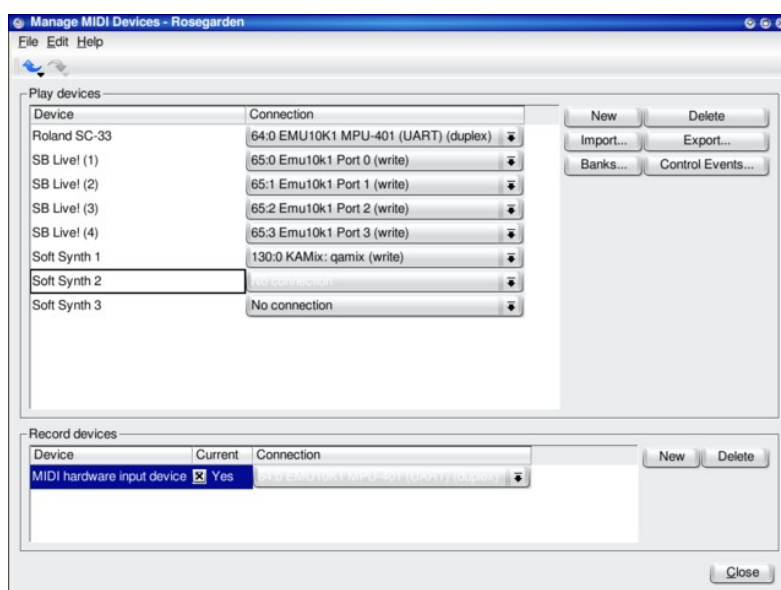 Manage MIDI Devices - Rosegarden
File Edit Help
Play devices
Device Connection
New Delete
Roland SC-33 64:0 EMU10K1 MPU-401 (UART) (duplex)
Import... Export...
SB Live! (1) 65:0 Emu10k1 Port 0 (write)
Banks... Control Events...
SB Live! (2) 65:1 Emu10k1 Port 1 (write)
SB Live! (3) 65:2 Emu10k1 Port 2 (write)
SB Live! (4) 65:3 Emu10k1 Port 3 (write)
Soft Synth 1 130:0 KAMix: qamix (write)
Soft Synth 2 No connection
Soft Synth 3 No connection
Record devices
Device Current Connection
New Delete
MIDI hardware input device Yes 64:0 EMU10K1 MPU-401 (UART) (duplex)
Close